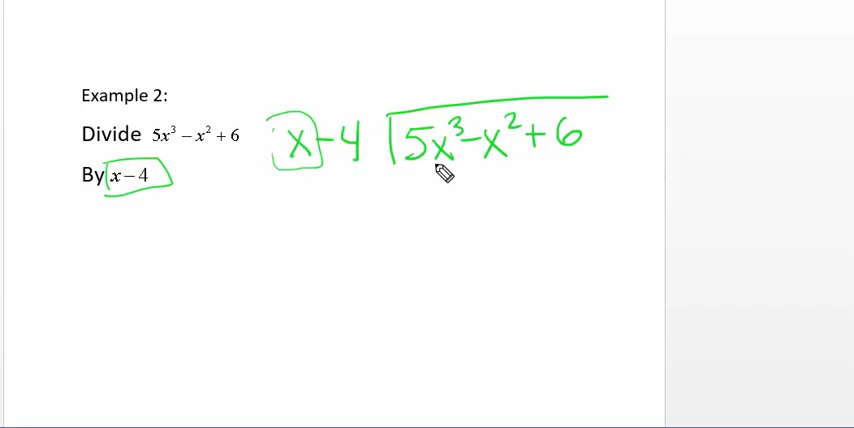 Example 2:
Divide 5x³ − x² + 6
By x − 4
x-4 5x³-x²+6